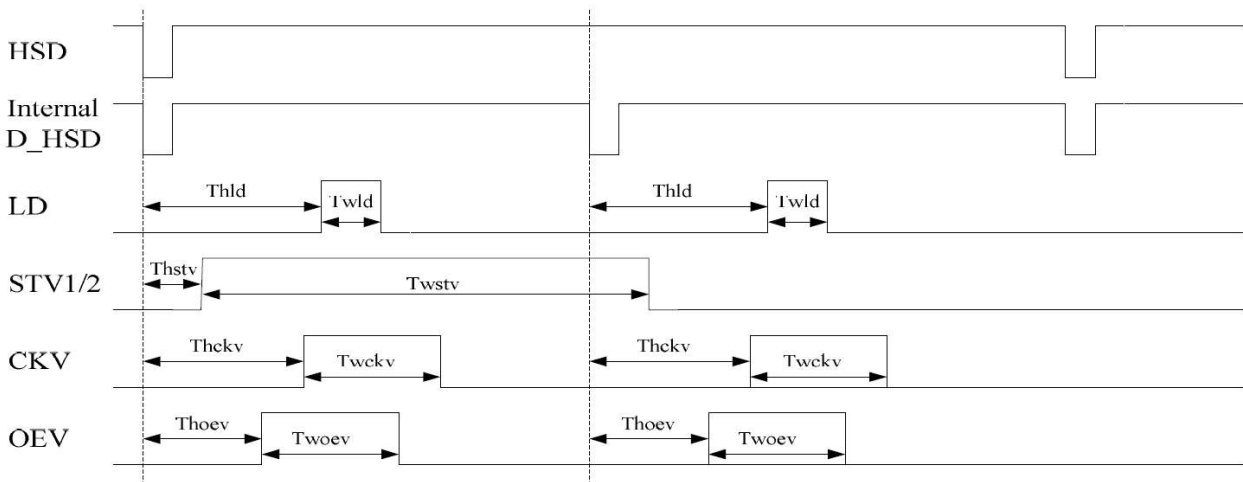 HSD
Internal
D_HSD
LD
Thld
Twld
Thld
Twld
STV1/2
Thstv
Twstv
CKV
Thckv
Twckv
Thckv
Twckv
OEV
Thoev
Twoev
Thoev
Twoev